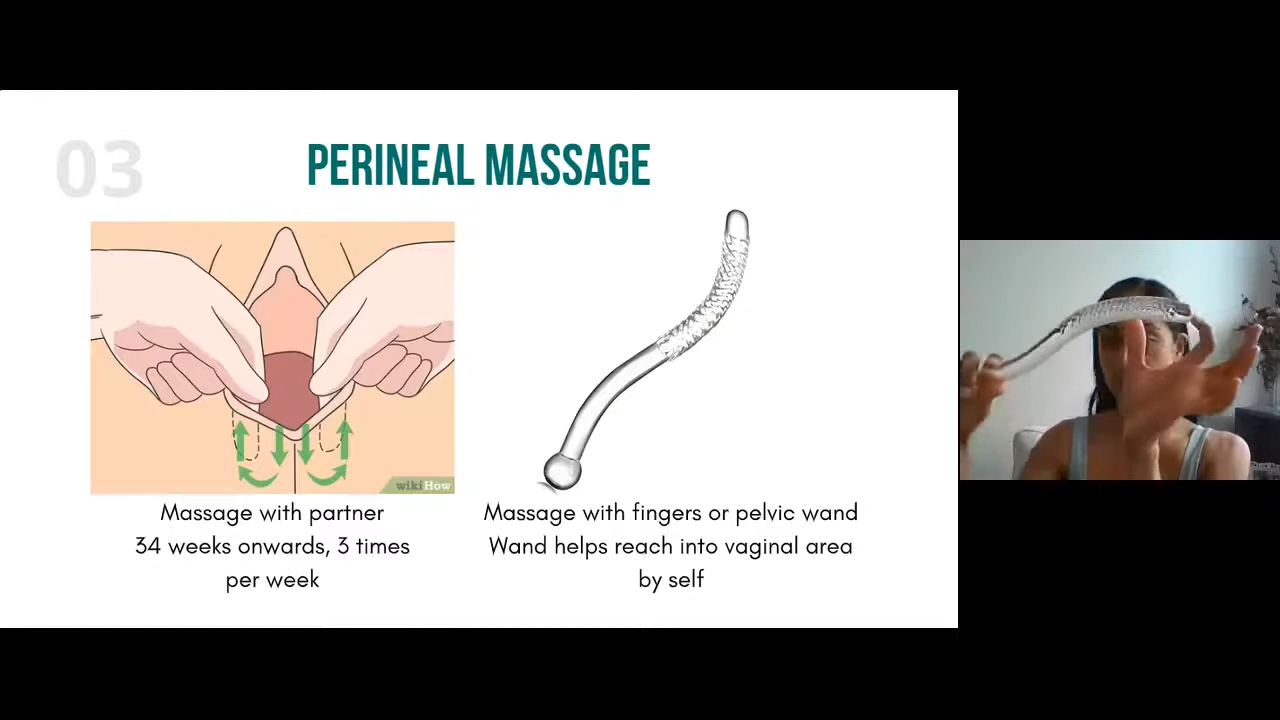 03
PERINEAL MASSAGE
wikiHow
Massage with partner
34 weeks onwards, 3 times
per week
Massage with fingers or pelvic wand
Wand helps reach into vaginal area
by self